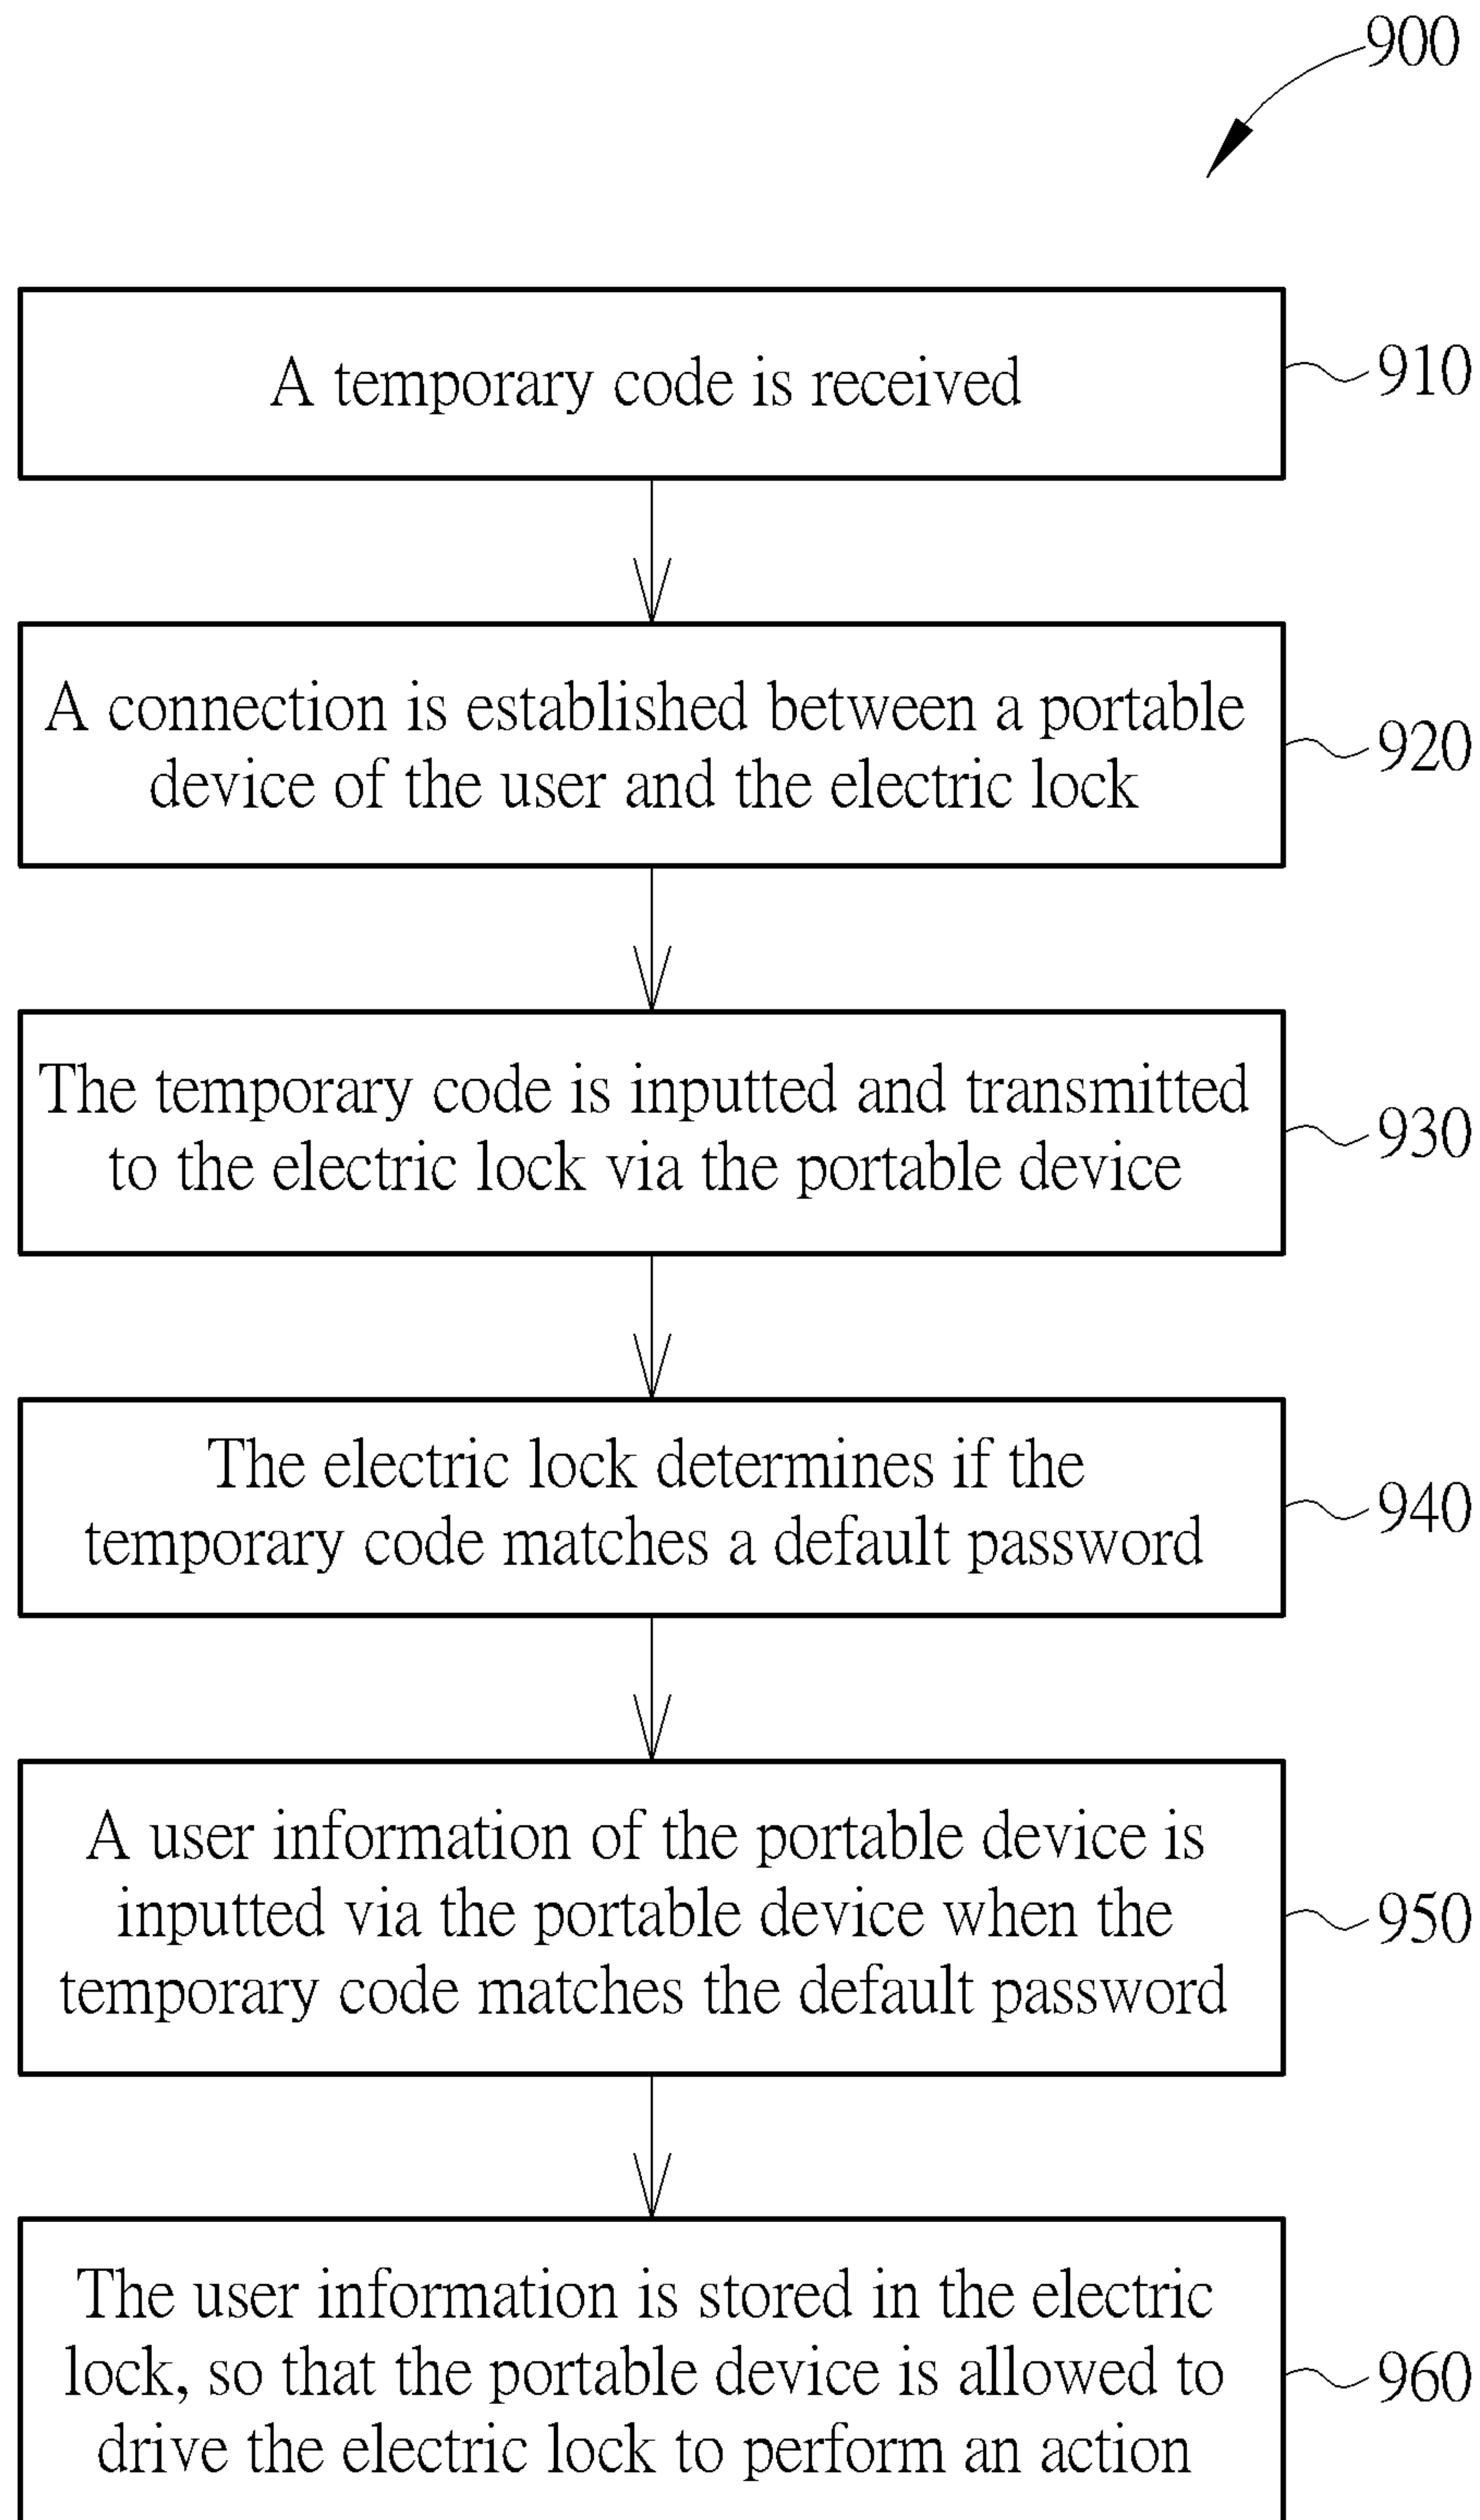 900
A temporary code is received
910
A connection is established between a portable
device of the user and the electric lock
920
The temporary code is inputted and transmitted
to the electric lock via the portable device
930
The electric lock determines if the
temporary code matches a default password
940
A user information of the portable device is
inputted via the portable device when the
temporary code matches the default password
950
The user information is stored in the electric
lock, so that the portable device is allowed to
drive the electric lock to perform an action
960